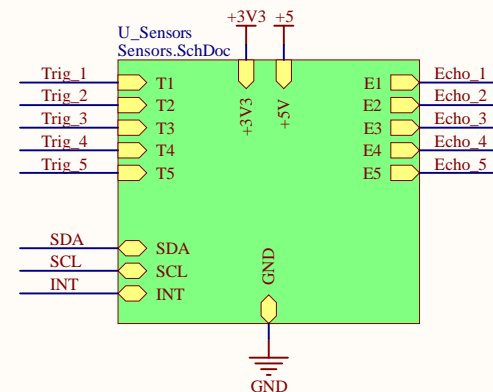 +3V3 +5
U_Sensors
Sensors.SchDoc
Trig_1 T1 E1 Echo_1
Trig_2 T2 E2 Echo_2
Trig_3 T3 E3 Echo_3
Trig_4 T4 E4 Echo_4
Trig_5 T5 E5 Echo_5
+3V3
+5V
SDA SDA
SCL SCL
INT INT
GND
GND